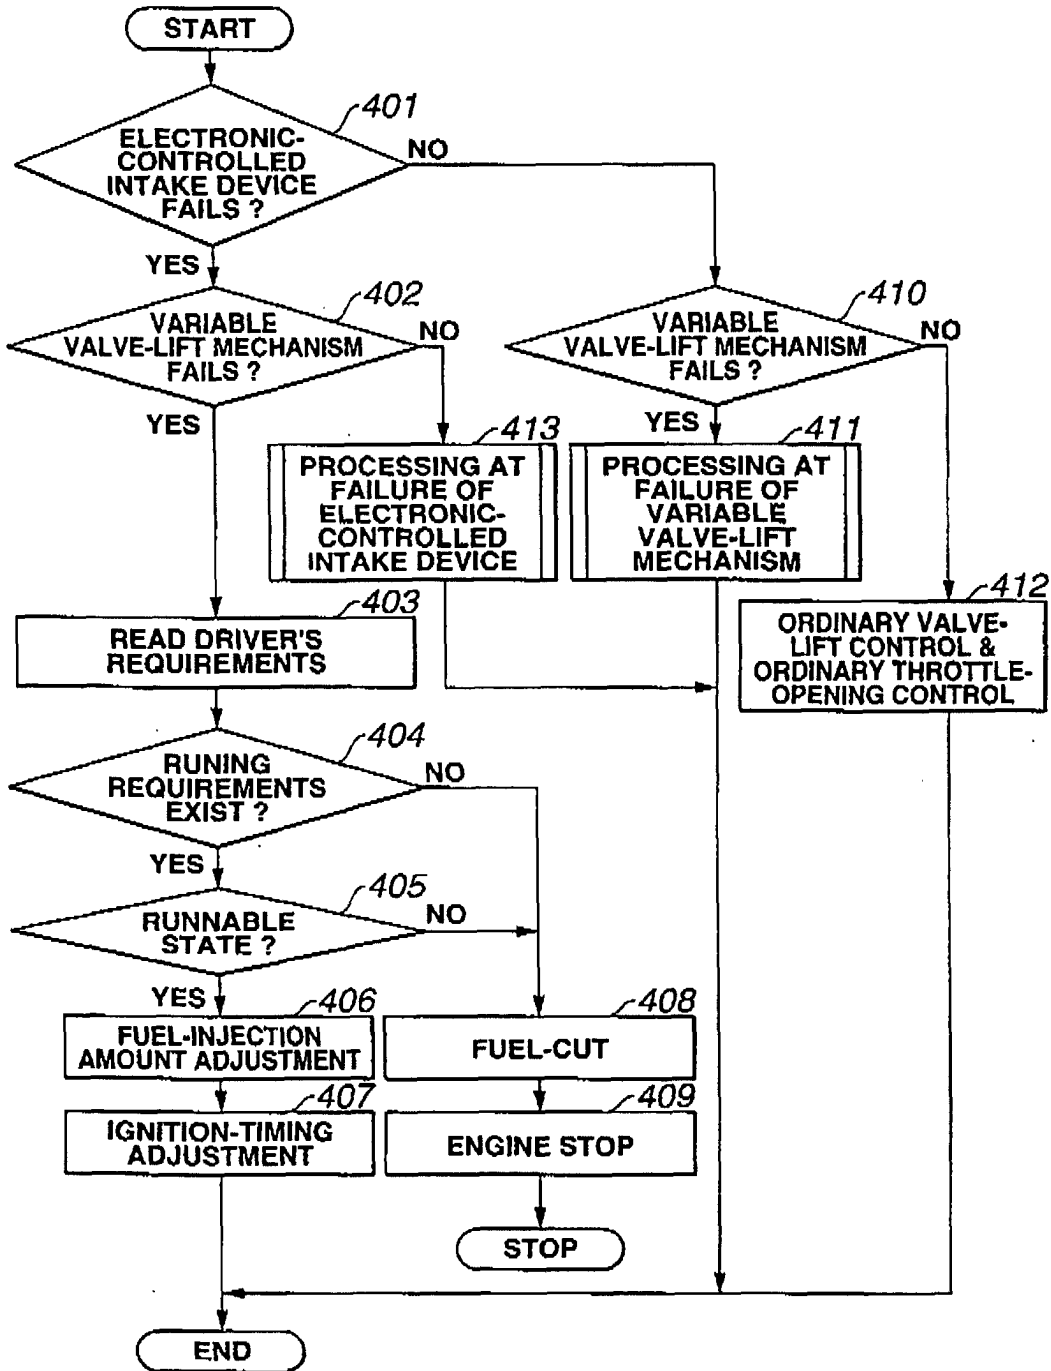 START
401
ELECTRONIC-
CONTROLLED
INTAKE DEVICE
FAILS ?
NO
YES
402
VARIABLE
VALVE-LIFT MECHANISM
FAILS ?
NO
YES
410
VARIABLE
VALVE-LIFT MECHANISM
FAILS ?
NO
YES
413
PROCESSING AT
FAILURE OF
ELECTRONIC-
CONTROLLED
INTAKE DEVICE
411
PROCESSING AT
FAILURE OF
VARIABLE
VALVE-LIFT
MECHANISM
412
ORDINARY VALVE-
LIFT CONTROL &
ORDINARY THROTTLE-
OPENING CONTROL
403
READ DRIVER'S
REQUIREMENTS
404
RUNING
REQUIREMENTS
EXIST ?
NO
YES
405
RUNNABLE
STATE ?
NO
YES
406
FUEL-INJECTION
AMOUNT ADJUSTMENT
408
FUEL-CUT
407
IGNITION-TIMING
ADJUSTMENT
409
ENGINE STOP
STOP
END